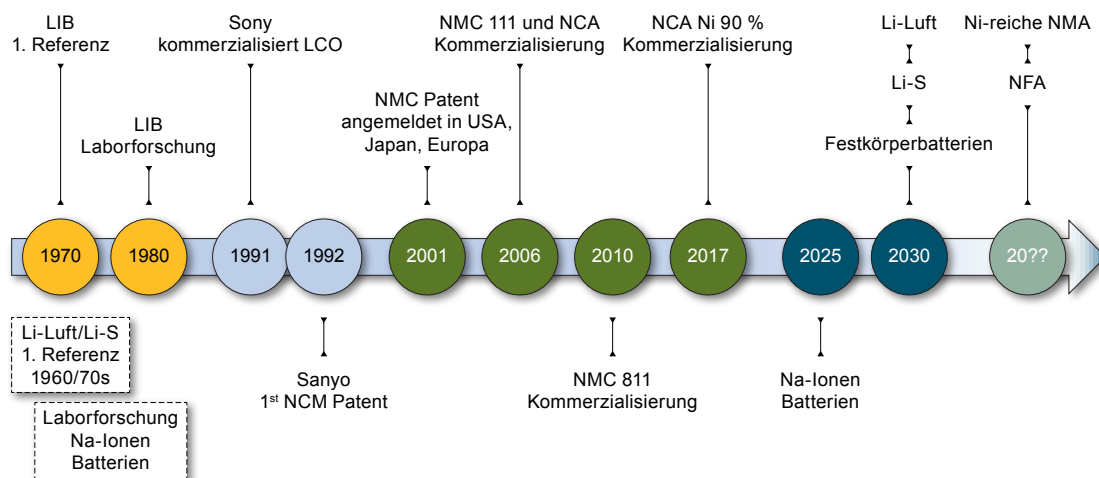 LIB
1. Referenz
LIB
Laborforschung
Sony
kommerzialisiert LCO
NMC Patent
angemeldet in USA,
Japan, Europa
NMC 111 und NCA
Kommerzialisierung
NCA Ni 90 %
Kommerzialisierung
Li-Luft
Li-S
Festkörperbatterien
Ni-reiche NMA
NFA
1970
1980
1991
1992
2001
2006
2010
2017
2025
2030
20??
Li-Luft/Li-S
1. Referenz
1960/70s
Laborforschung
Na-Ionen
Batterien
Sanyo
1st NCM Patent
NMC 811
Kommerzialisierung
Na-Ionen
Batterien